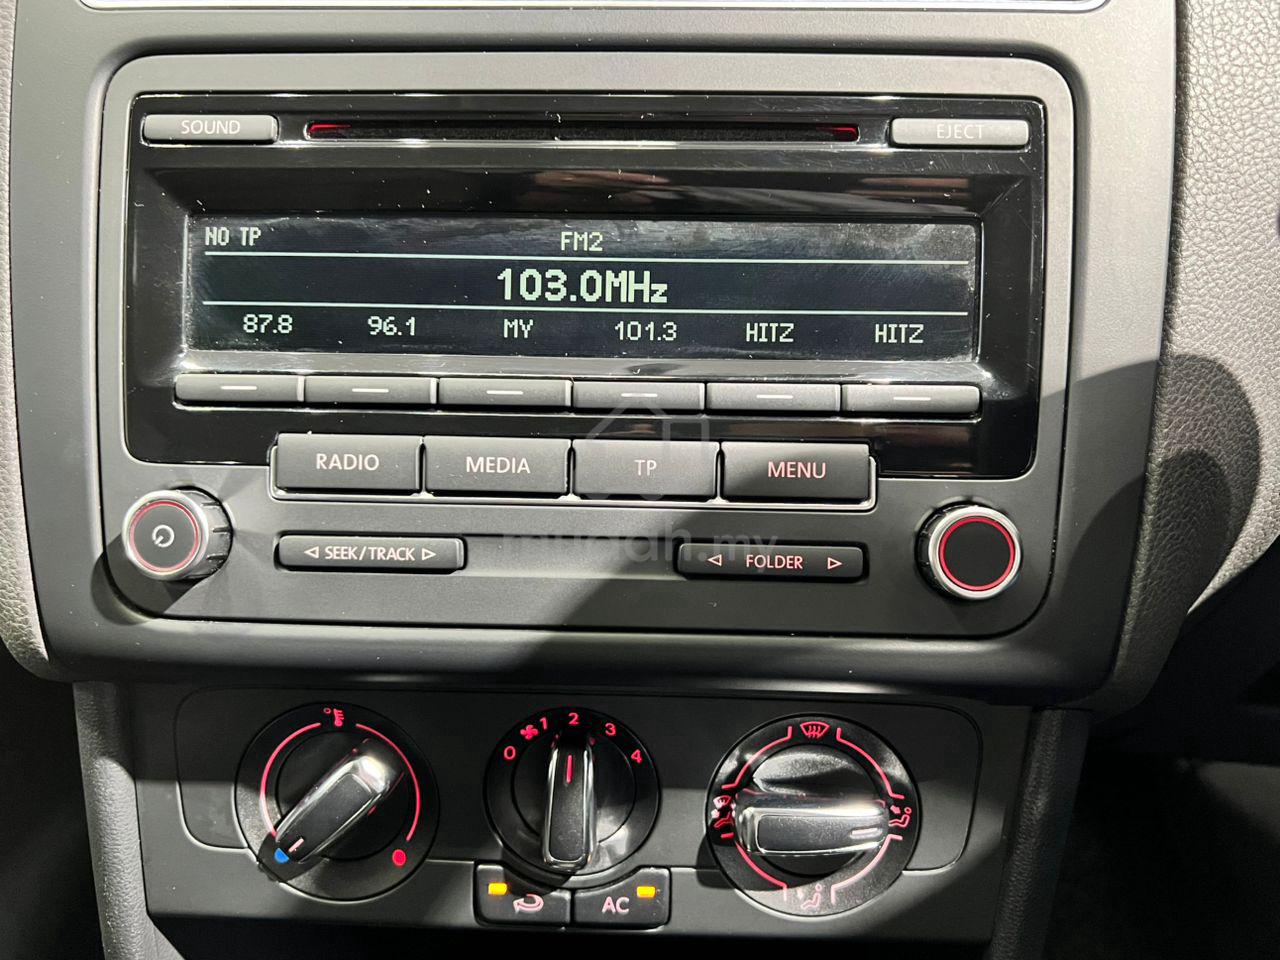 SOUND
EJECT
NO TP
FM2
103.0MHz
87.8 96.1 MY 101.3 HITZ HITZ
RADIO MEDIA TP MENU
SEEK/TRACK
FOLDER
mudah.my
0 1 2 3 4
AC